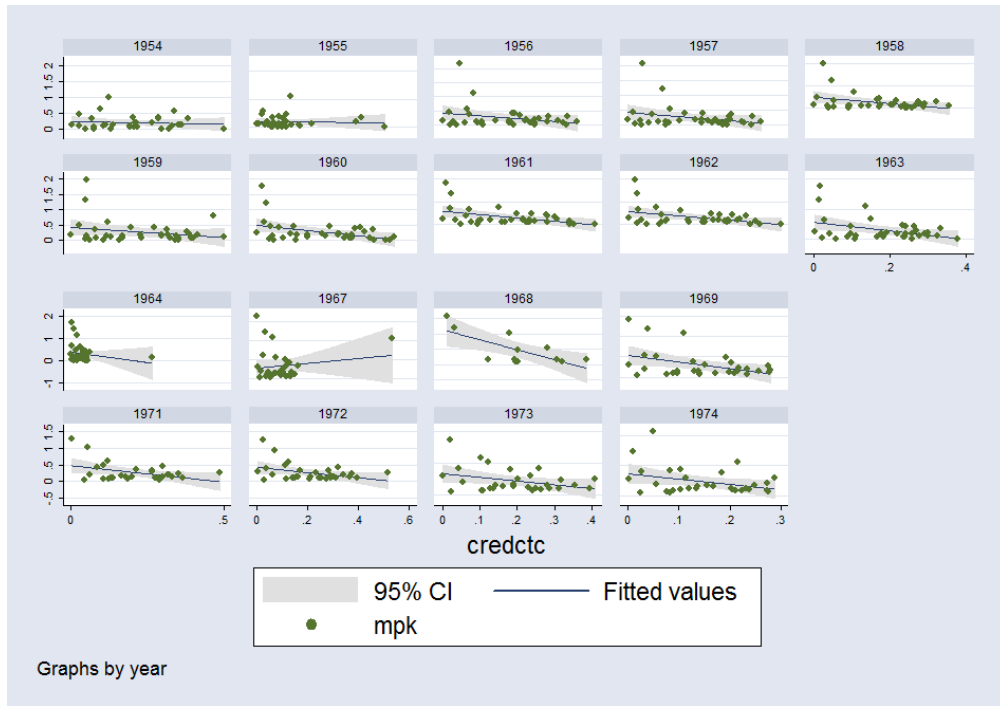 1954 1955 1956 1957 1958
2
1.5
1
.5
0
1959 1960 1961 1962 1963
2
1.5
1
.5
0
0 .2 .4
1964 1967 1968 1969
2
1
0
-1
1971 1972 1973 1974
1.5
1
.5
0
-.5
0 .5 0 .2 .4 .6 0 .1 .2 .3 .4 0 .1 .2 .3
credctc
95% CI Fitted values
mpk
Graphs by year